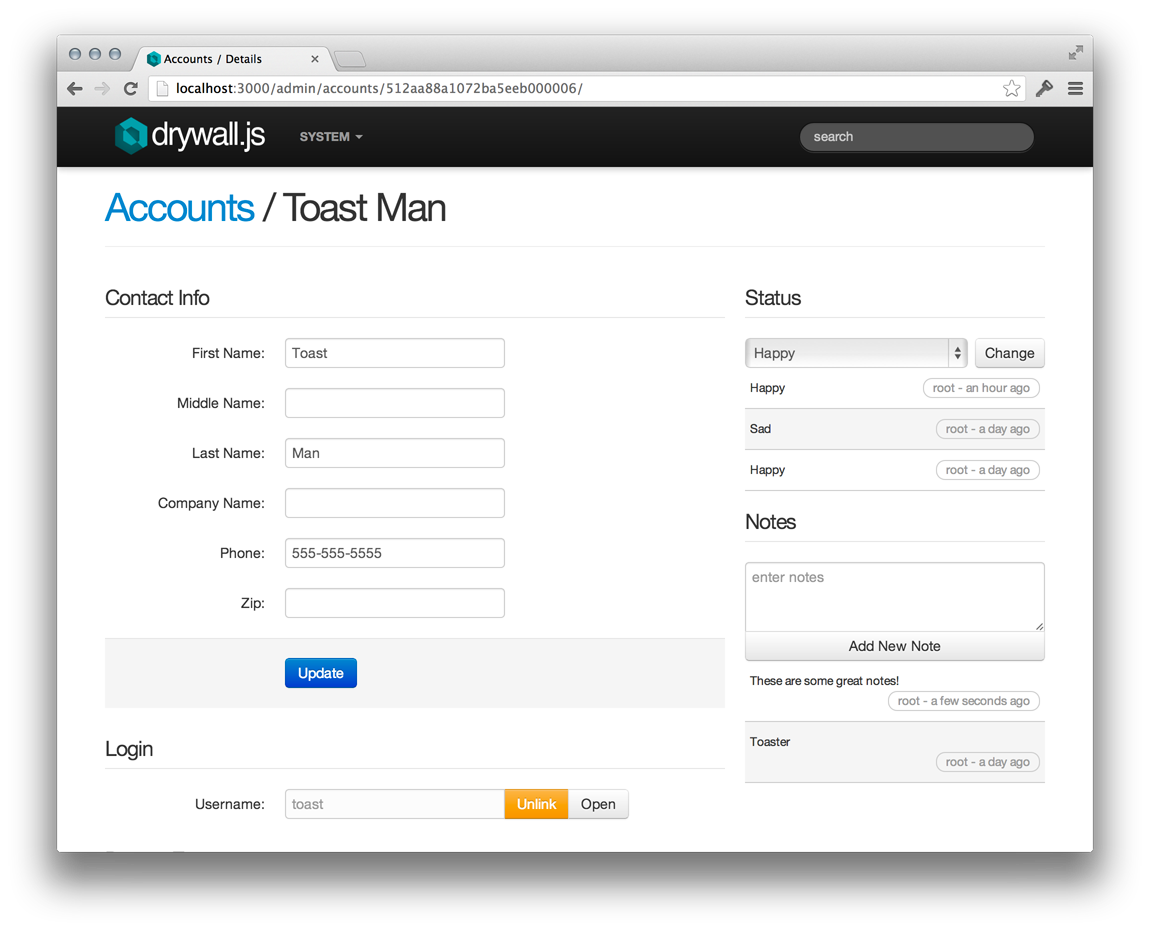 Accounts / Details
localhost:3000/admin/accounts/512aa88a1072ba5eeb000006/
drywall.js SYSTEM search
Accounts / Toast Man
Contact Info
First Name: Toast
Middle Name:
Last Name: Man
Company Name:
Phone: 555-555-5555
Zip:
Update
Login
Username: toast Unlink Open
Status
Happy Change
Happy root - an hour ago
Sad root - a day ago
Happy root - a day ago
Notes
enter notes
Add New Note
These are some great notes!
root - a few seconds ago
Toaster
root - a day ago